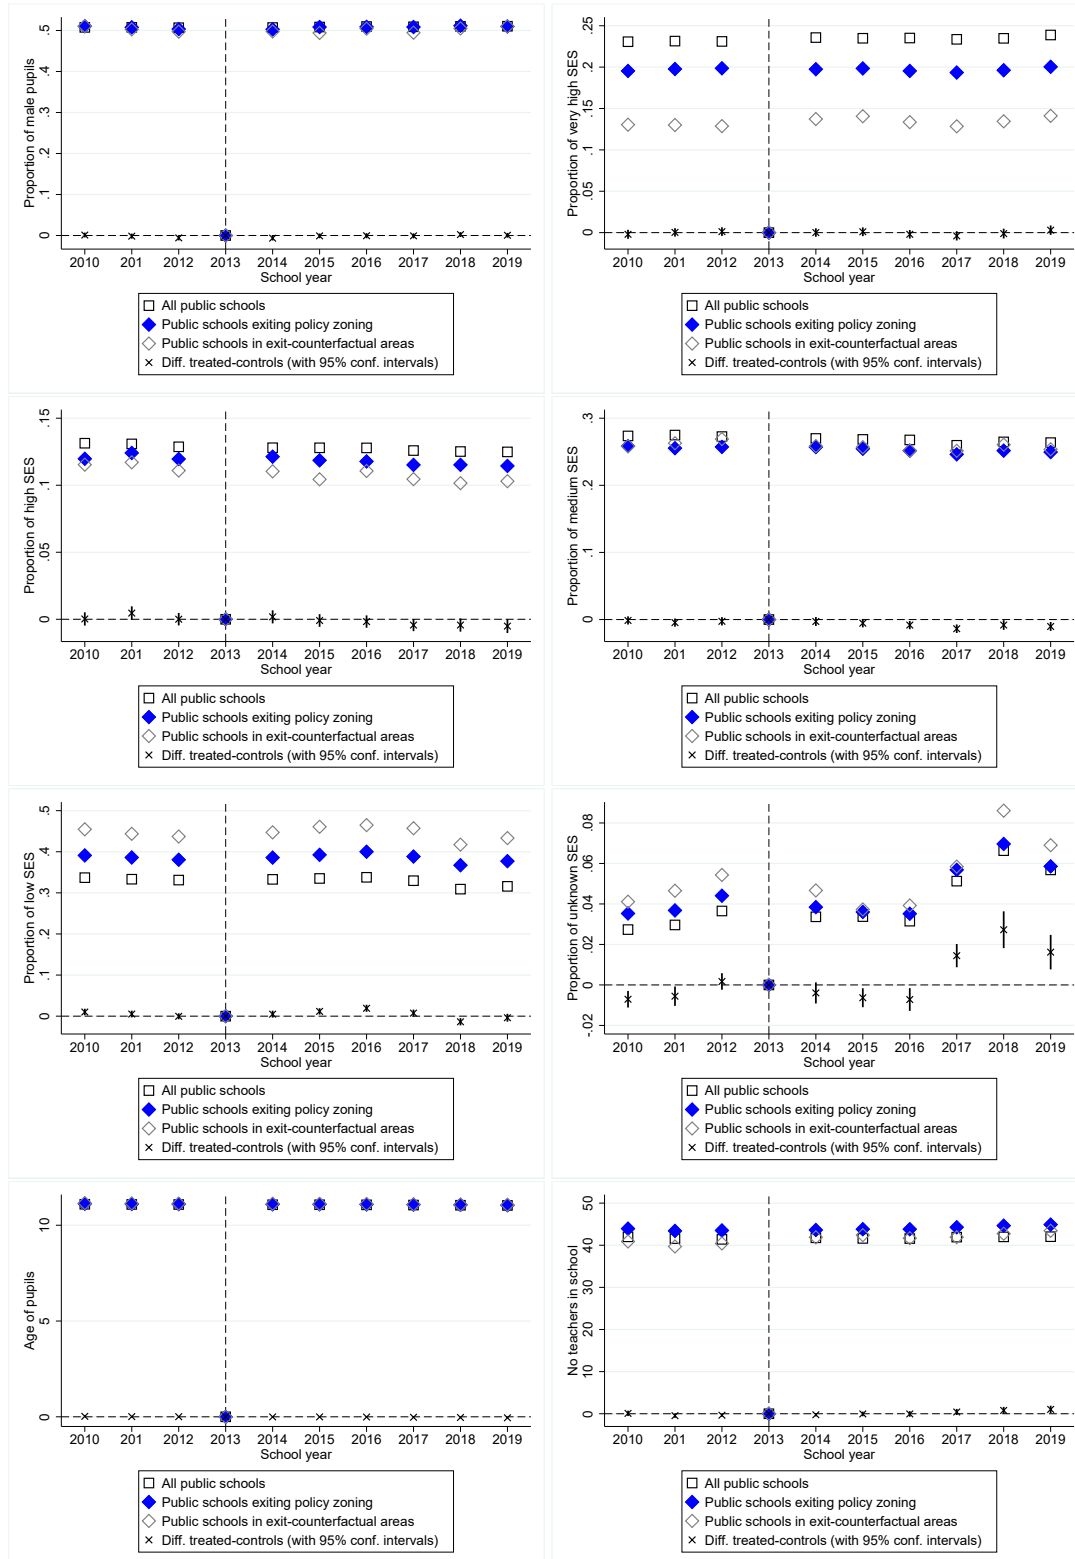 Proportion of male pupils
.5
.4
.3
.2
.1
0
2010 201 2012 2013 2014 2015 2016 2017 2018 2019
School year
All public schools
Public schools exiting policy zoning
Public schools in exit-counterfactual areas
Diff. treated-controls (with 95% conf. intervals)
Proportion of very high SES
.25
.2
.15
.1
.05
0
2010 201 2012 2013 2014 2015 2016 2017 2018 2019
School year
All public schools
Public schools exiting policy zoning
Public schools in exit-counterfactual areas
Diff. treated-controls (with 95% conf. intervals)
Proportion of high SES
.15
.1
.05
0
2010 201 2012 2013 2014 2015 2016 2017 2018 2019
School year
All public schools
Public schools exiting policy zoning
Public schools in exit-counterfactual areas
Diff. treated-controls (with 95% conf. intervals)
Proportion of medium SES
.3
.2
.1
0
2010 201 2012 2013 2014 2015 2016 2017 2018 2019
School year
All public schools
Public schools exiting policy zoning
Public schools in exit-counterfactual areas
Diff. treated-controls (with 95% conf. intervals)
Proportion of low SES
.5
.4
.3
.2
.1
0
2010 201 2012 2013 2014 2015 2016 2017 2018 2019
School year
All public schools
Public schools exiting policy zoning
Public schools in exit-counterfactual areas
Diff. treated-controls (with 95% conf. intervals)
Proportion of unknown SES
.08
.06
.04
.02
0
-.02
2010 201 2012 2013 2014 2015 2016 2017 2018 2019
School year
All public schools
Public schools exiting policy zoning
Public schools in exit-counterfactual areas
Diff. treated-controls (with 95% conf. intervals)
Age of pupils
10
5
0
2010 201 2012 2013 2014 2015 2016 2017 2018 2019
School year
All public schools
Public schools exiting policy zoning
Public schools in exit-counterfactual areas
Diff. treated-controls (with 95% conf. intervals)
No teachers in school
50
40
30
20
10
0
2010 201 2012 2013 2014 2015 2016 2017 2018 2019
School year
All public schools
Public schools exiting policy zoning
Public schools in exit-counterfactual areas
Diff. treated-controls (with 95% conf. intervals)